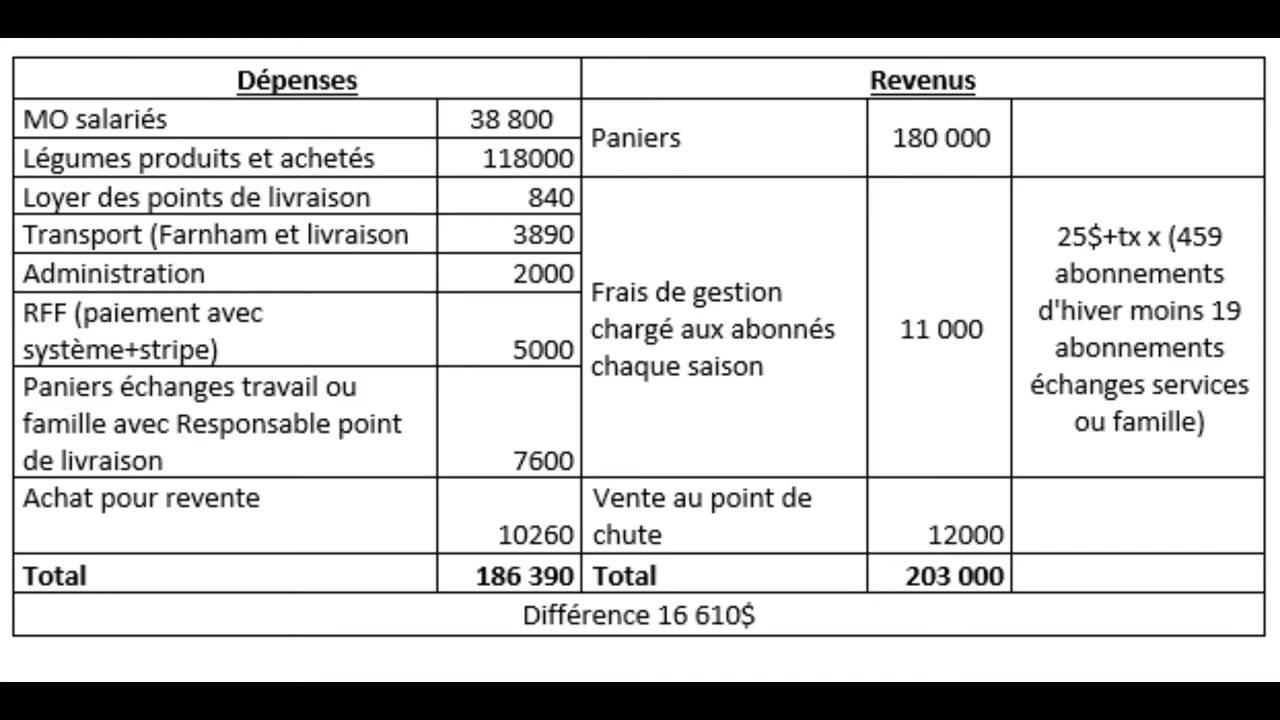 Dépenses
Revenus
MO salariés
38 800
Légumes produits et achetés
118000
Loyer des points de livraison
840
Transport (Farnham et livraison
3890
Administration
2000
RFF (paiement avec
système+stripe)
5000
Paniers échanges travail ou
famille avec Responsable point
de livraison
7600
Achat pour revente
10260
Total
186 390
Paniers
180 000
Frais de gestion
chargé aux abonnés
chaque saison
11 000
25$+tx x (459
abonnements
d'hiver moins 19
abonnements
échanges services
ou famille)
Vente au point de
chute
12000
Total
203 000
Différence 16 610$